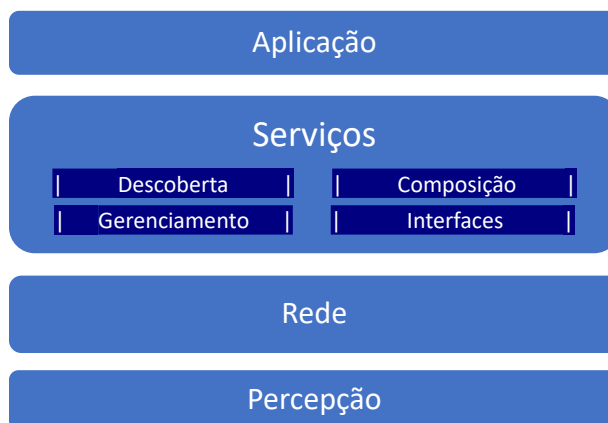 Aplicação
Serviços
| Descoberta | | Composição |
| Gerenciamento | | Interfaces |
Rede
Percepção